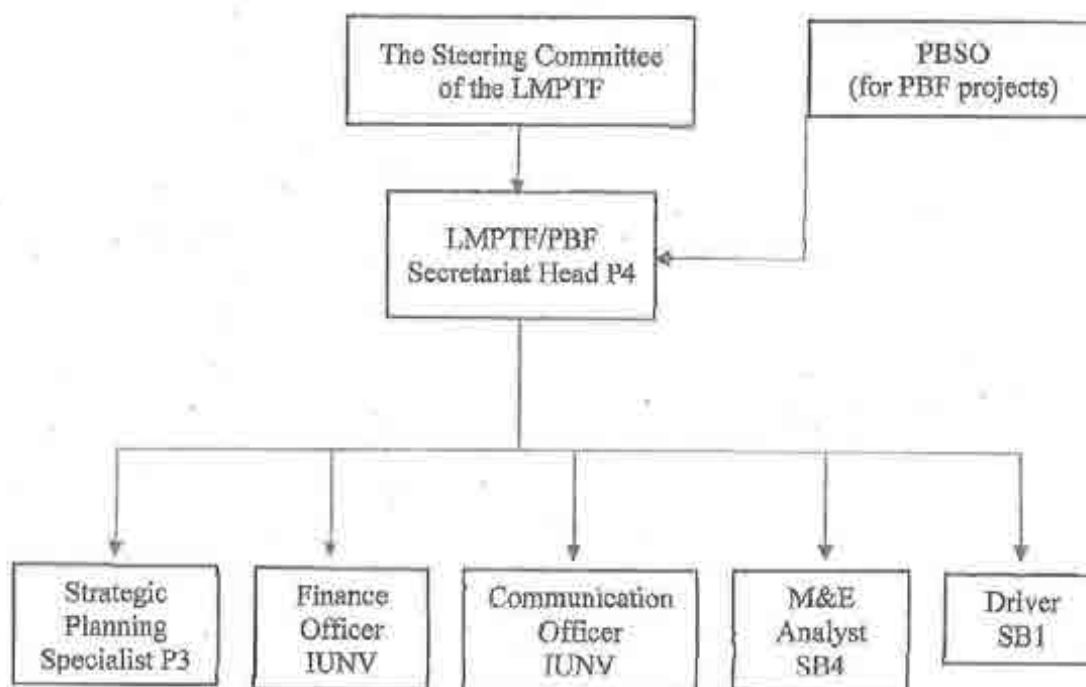 The Steering Committee
of the LMPTF
PBSO
(for PBF projects)
LMPTF/PBF
Secretariat Head P4
Strategic
Planning
Specialist P3
Finance
Officer
IUNV
Communication
Officer
IUNV
M&E
Analyst
SB4
Driver
SB1